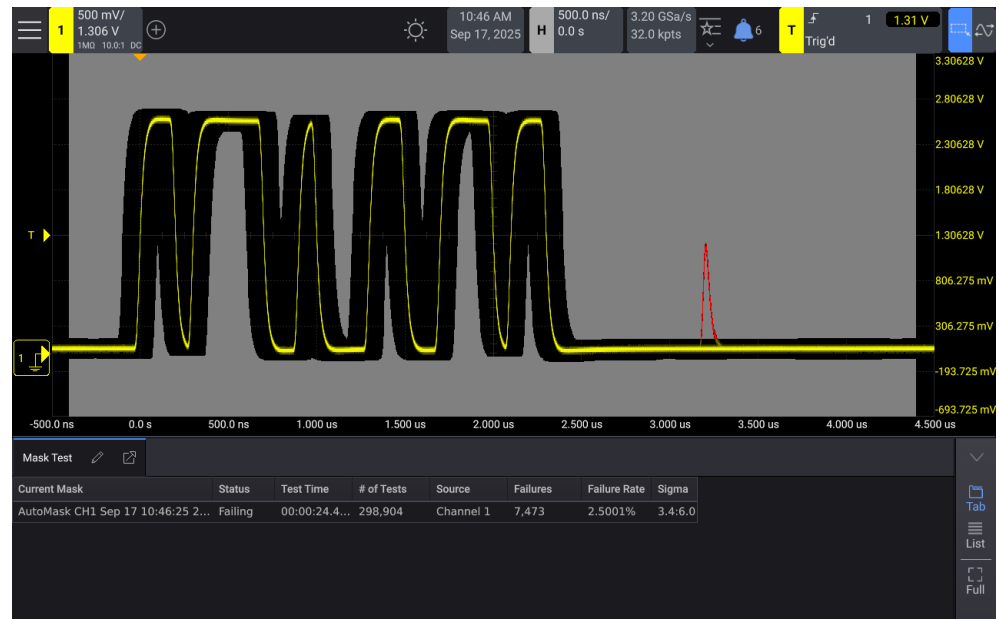 1 500 mV/
1.306 V
1MΩ 10.0:1 DC
10:46 AM
Sep 17, 2025
H 500.0 ns/
0.0 s
3.20 GSa/s
32.0 kpts
6
T 1 1.31 V
Trig'd
3.30628 V
2.80628 V
2.30628 V
1.80628 V
T 1.30628 V
806.275 mV
306.275 mV
1
-193.725 mV
-693.725 mV
-500.0 ns 0.0 s 500.0 ns 1.000 us 1.500 us 2.000 us 2.500 us 3.000 us 3.500 us 4.000 us 4.500 us
Mask Test
Current Mask Status Test Time # of Tests Source Failures Failure Rate Sigma
AutoMask CH1 Sep 17 10:46:25 2... Failing 00:00:24.4... 298,904 Channel 1 7,473 2.5001% 3.4:6.0
Tab
List
Full